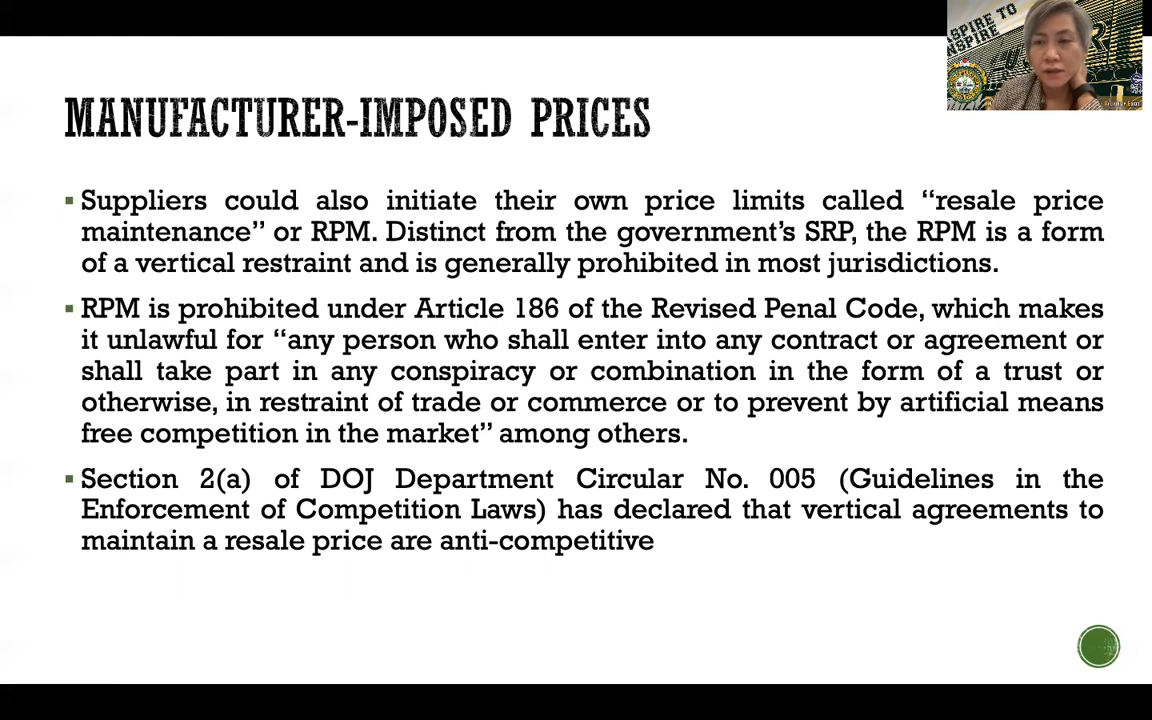 SPIRE TO
NSPIRE
MANUFACTURER-IMPOSED PRICES
▪ Suppliers could also initiate their own price limits called “resale price
maintenance” or RPM. Distinct from the government’s SRP, the RPM is a form
of a vertical restraint and is generally prohibited in most jurisdictions.
▪ RPM is prohibited under Article 186 of the Revised Penal Code, which makes
it unlawful for “any person who shall enter into any contract or agreement or
shall take part in any conspiracy or combination in the form of a trust or
otherwise, in restraint of trade or commerce or to prevent by artificial means
free competition in the market” among others.
▪ Section 2(a) of DOJ Department Circular No. 005 (Guidelines in the
Enforcement of Competition Laws) has declared that vertical agreements to
maintain a resale price are anti-competitive